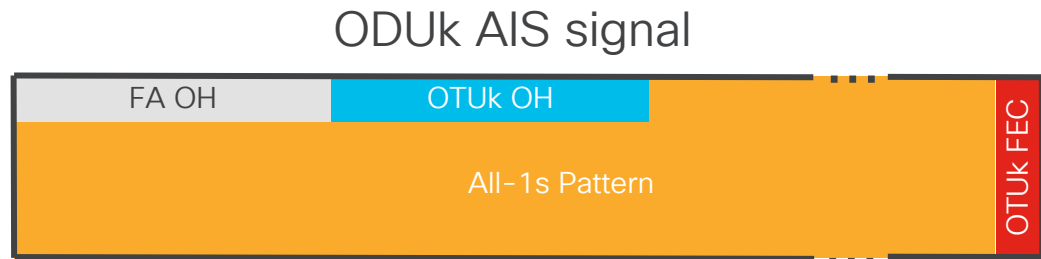 ODUk AIS signal
FA OH
OTUk OH
All-1s Pattern
OTUk FEC